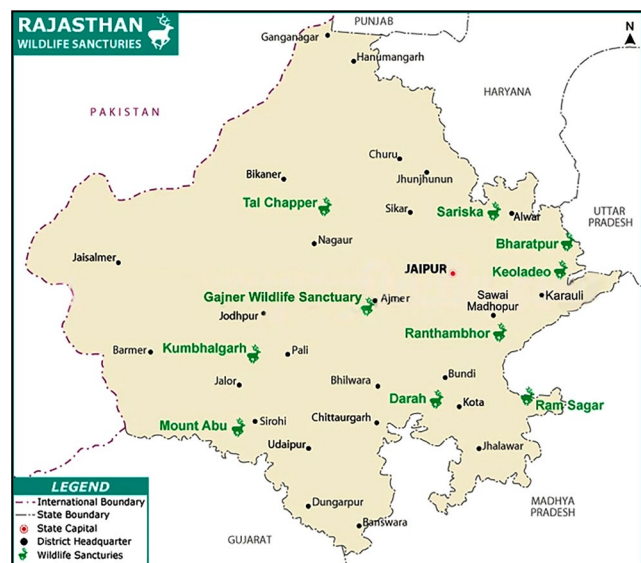 RAJASTHAN
WILDLIFE SANCTURIES
PUNJAB
N
Ganganagar
Hanumangarh
HARYANA
PAKISTAN
Churu
Jhunjhunun
Bikaner
Tal Chapper
Sikar
Sariska
Alwar
UTTAR
PRADESH
Nagaur
Bharatpur
Jaisalmer
JAIPUR
Keoladeo
Gajner Wildlife Sanctuary
Ajmer
Sawai
Madhopur
Karauli
Jodhpur
Ranthambhor
Barmer
Kumbhalgarh
Pali
Jalor
Bhilwara
Bundi
Darah
Kota
Ram Sagar
Mount Abu
Sirohi
Chittaurgarh
Udaipur
Jhalawar
LEGEND
International Boundary
State Boundary
State Capital
District Headquarter
Wildlife Sancturies
Dungarpur
Banswara
GUJARAT
MADHYA
PRADESH